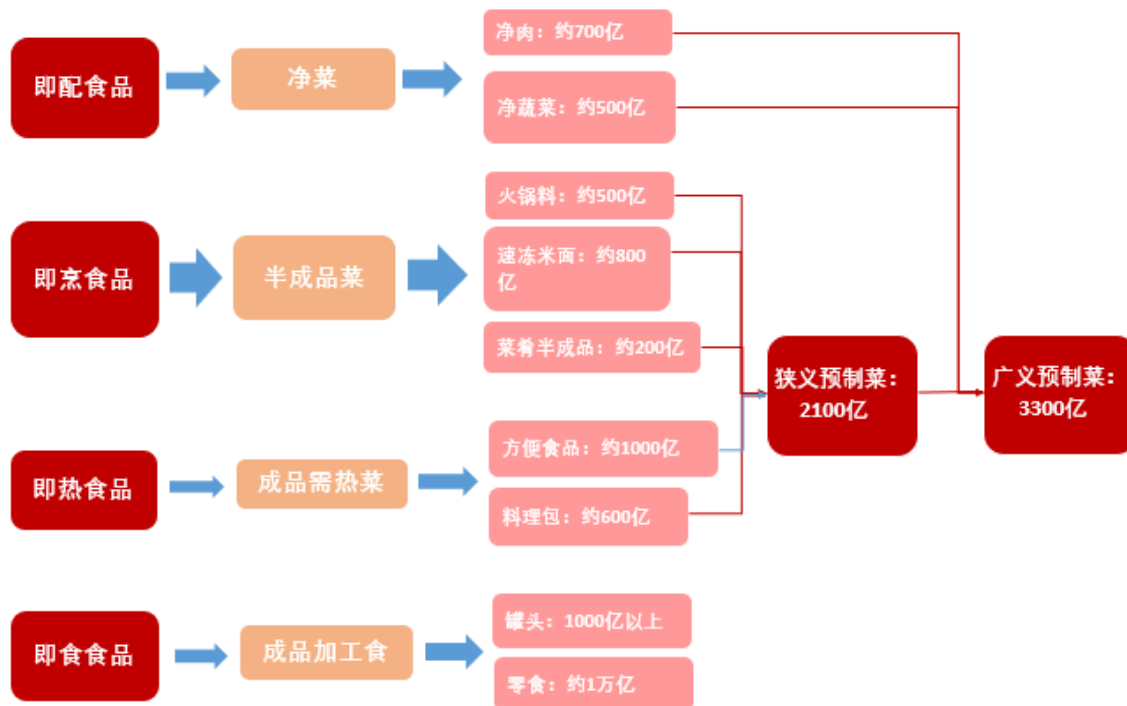 即配食品
净菜
净肉：约700亿
净蔬菜：约500亿
即烹食品
半成品菜
火锅料：约500亿
速冻米面：约800
亿
菜肴半成品：约200亿
即热食品
成品需热菜
方便食品：约1000亿
料理包：约600亿
狭义预制菜：
2100亿
广义预制菜：
3300亿
即食食品
成品加工食
罐头：1000亿以上
零食：约1万亿